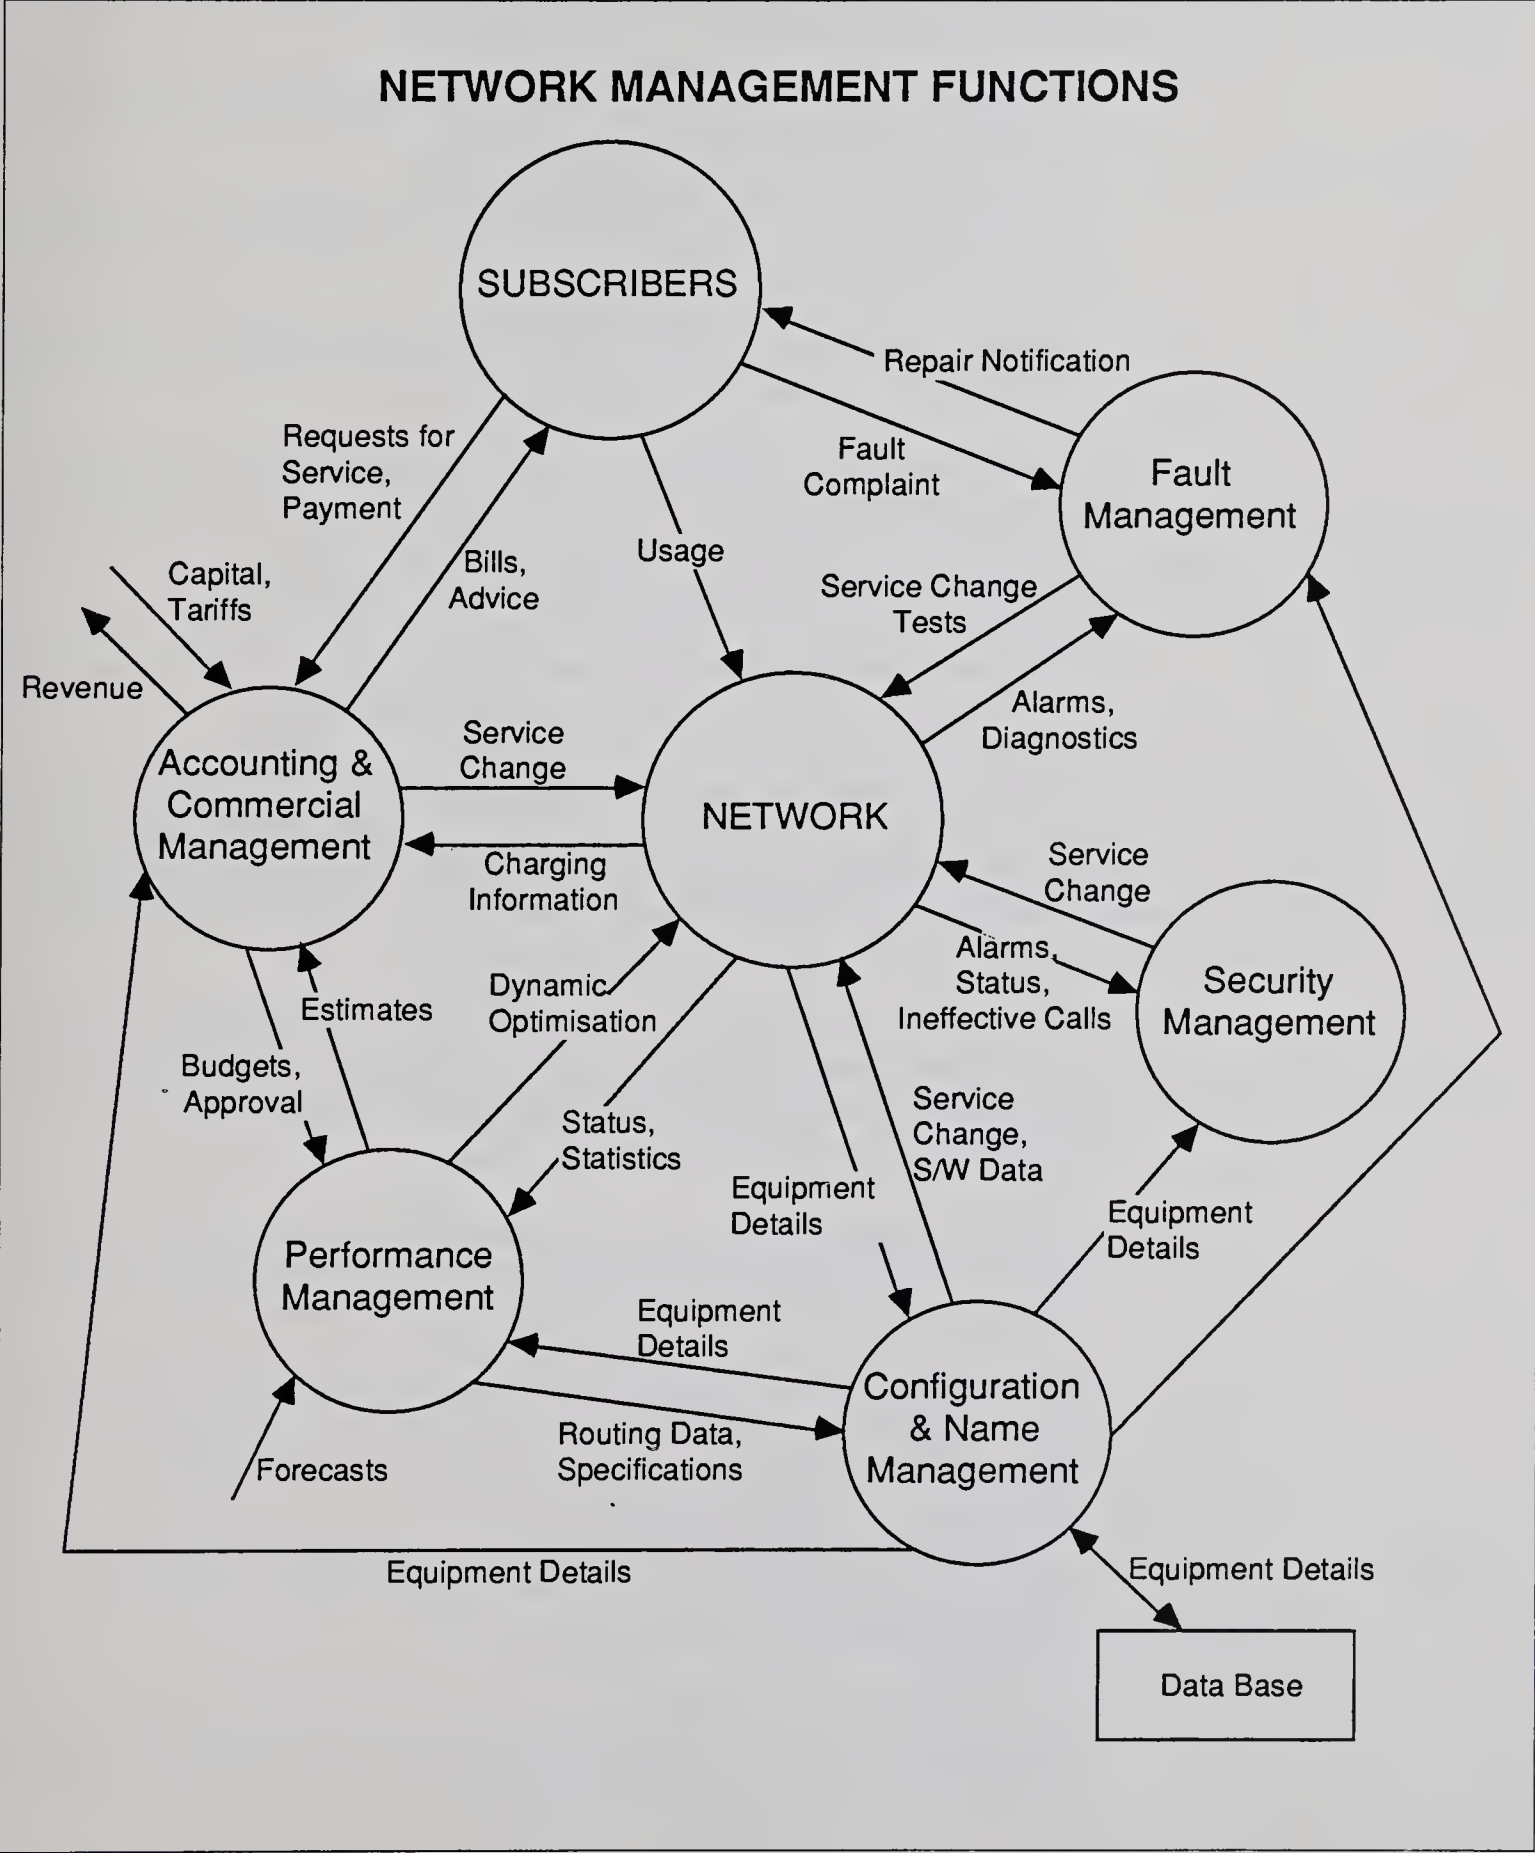 NETWORK MANAGEMENT FUNCTIONS
SUBSCRIBERS
Repair Notification
Fault
Complaint
Fault
Management
Requests for
Service,
Payment
Bills,
Advice
Usage
Service Change
Tests
Capital,
Tariffs
Revenue
Alarms,
Diagnostics
Accounting &
Commercial
Management
Service
Change
NETWORK
Charging
Information
Service
Change
Alarms,
Status,
Ineffective Calls
Security
Management
Estimates
Dynamic
Optimisation
Budgets,
Approval
Status,
Statistics
Service
Change,
S/W Data
Equipment
Details
Equipment
Details
Performance
Management
Equipment
Details
Configuration
& Name
Management
Routing Data,
Specifications
Forecasts
Equipment Details
Equipment Details
Data Base